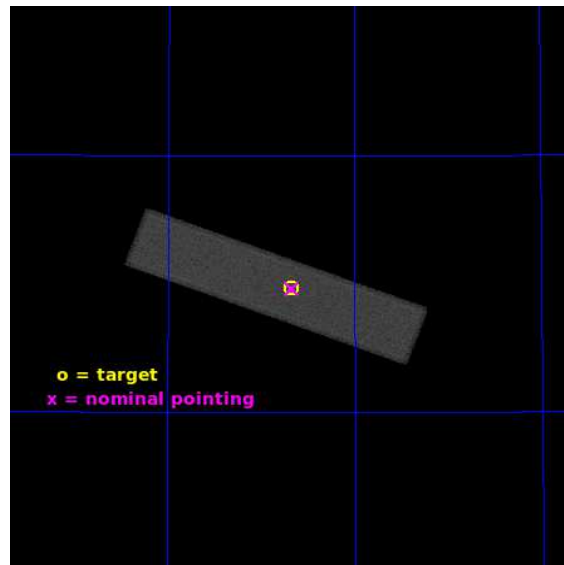 o = target
x = nominal pointing